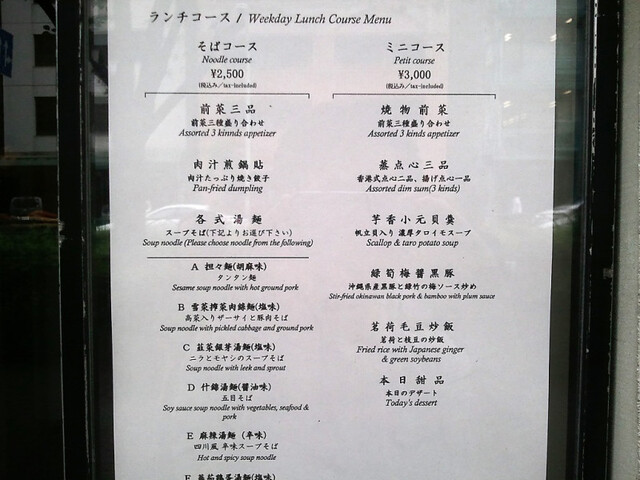 ランチコース / Weekday Lunch Course Menu
そばコース
Noodle course
¥2,500
(税込み/tax-included)
前菜三品
前菜三種盛り合わせ
Assorted 3 kinnds appetizer
肉汁煎鍋貼
肉汁たっぷり焼き餃子
Pan-fried dumpling
各式湯麺
スープそば(下記よりお選び下さい)
Soup noodle (Please choose noodle from the following)
A 担々麺(胡麻味)
タンタン麺
Sesame soup noodle with hot ground pork
B 雪菜搾菜肉絲麺(塩味)
高菜入りザーサイと豚肉そば
Soup noodle with pickled cabbage and ground pork
C 韮菜銀芽湯麺(塩味)
ニラとモヤシのスープそば
Soup noodle with leek and sprout
D 什錦湯麺(醤油味)
五目そば
Soy sauce soup noodle with vegetables, seafood &
pork
E 麻辣湯麺(辛味)
四川風 辛味スープそば
Hot and spicy soup noodle
ミニコース
Petit course
¥3,000
(税込み/tax-included)
焼物前菜
前菜三種盛り合わせ
Assorted 3 kinds appetizer
蒸点心三品
香港式点心二品、揚げ点心一品
Assorted dim sum(3 kinds)
芋香小元貝羹
帆立貝入り 濃厚タロイモスープ
Scallop & taro potato soup
緑筍梅醤黒豚
沖縄県産黒豚と緑竹の梅ソース炒め
Stir-fried okinawan black pork & bamboo with plum sauce
茗荷毛豆炒飯
茗荷と枝豆の炒飯
Fried rice with Japanese ginger
& green soybeans
本日甜品
本日のデザート
Today's dessert